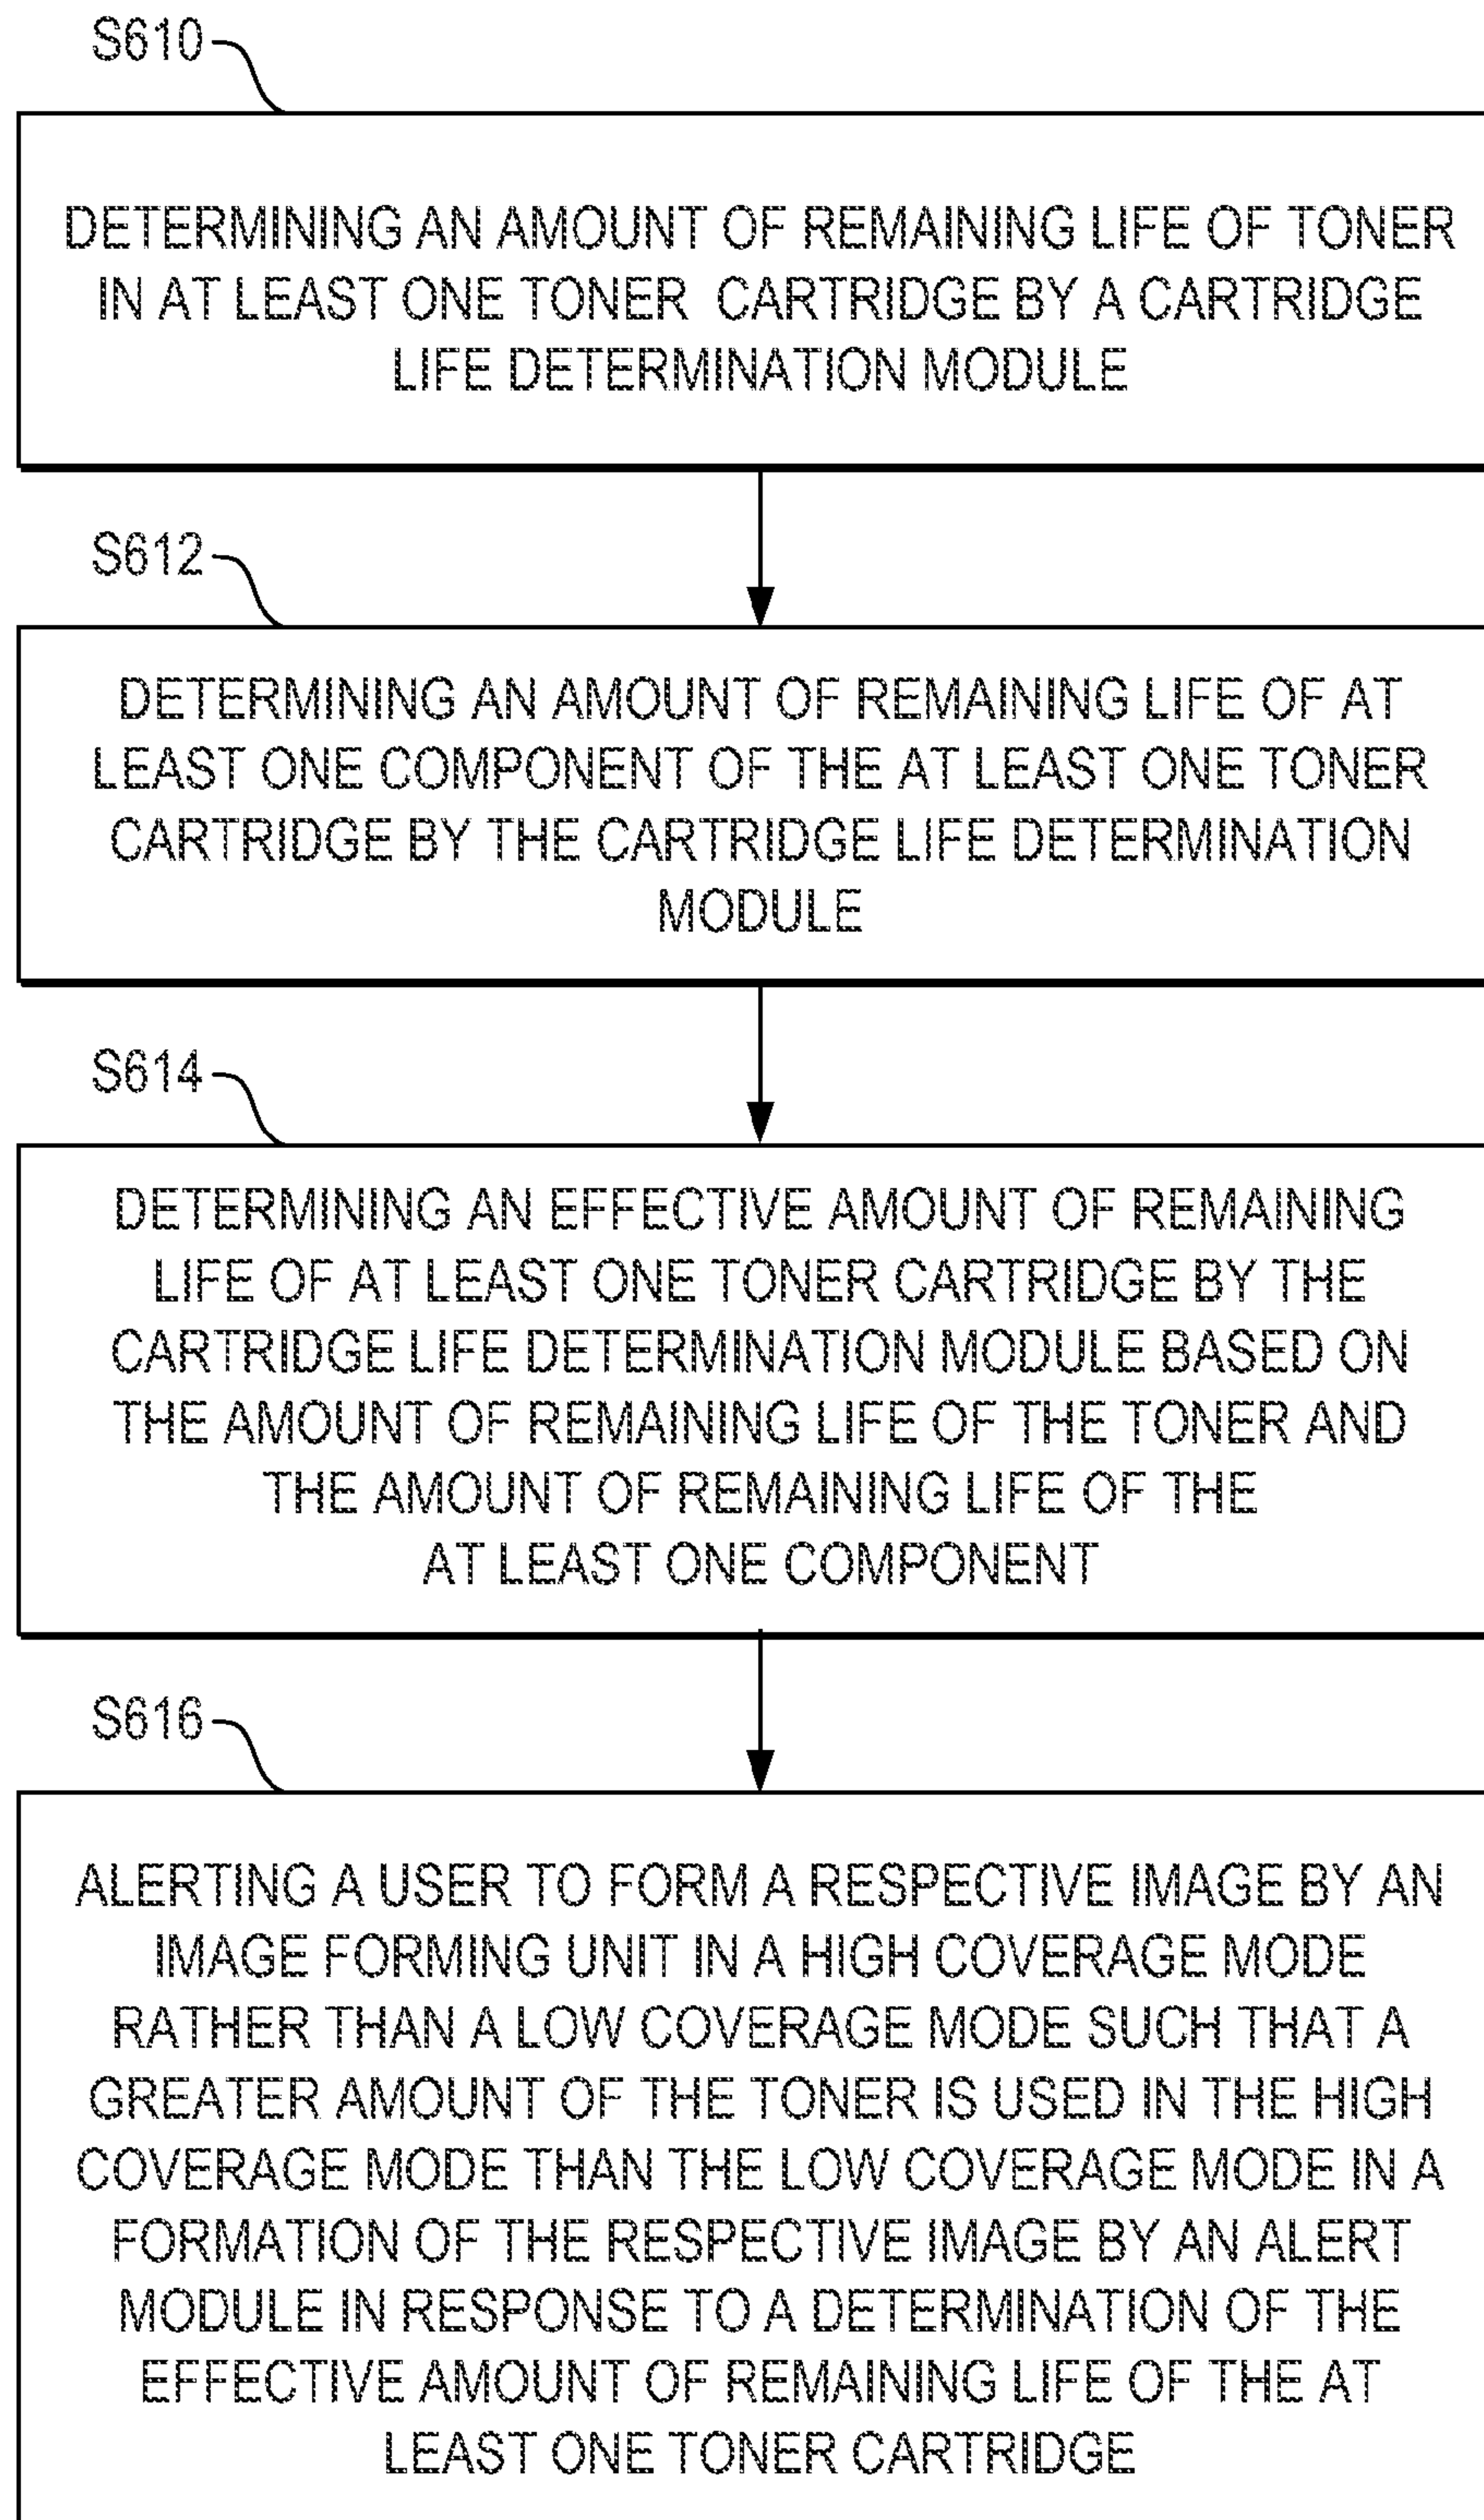 S610
DETERMINING AN AMOUNT OF REMAINING LIFE OF TONER
IN AT LEAST ONE TONER CARTRIDGE BY A CARTRIDGE
LIFE DETERMINATION MODULE
S612
DETERMINING AN AMOUNT OF REMAINING LIFE OF AT
LEAST ONE COMPONENT OF THE AT LEAST ONE TONER
CARTRIDGE BY THE CARTRIDGE LIFE DETERMINATION
MODULE
S614
DETERMINING AN EFFECTIVE AMOUNT OF REMAINING
LIFE OF AT LEAST ONE TONER CARTRIDGE BY THE
CARTRIDGE LIFE DETERMINATION MODULE BASED ON
THE AMOUNT OF REMAINING LIFE OF THE TONER AND
THE AMOUNT OF REMAINING LIFE OF THE
AT LEAST ONE COMPONENT
S616
ALERTING A USER TO FORM A RESPECTIVE IMAGE BY AN
IMAGE FORMING UNIT IN A HIGH COVERAGE MODE
RATHER THAN A LOW COVERAGE MODE SUCH THAT A
GREATER AMOUNT OF THE TONER IS USED IN THE HIGH
COVERAGE MODE THAN THE LOW COVERAGE MODE IN A
FORMATION OF THE RESPECTIVE IMAGE BY AN ALERT
MODULE IN RESPONSE TO A DETERMINATION OF THE
EFFECTIVE AMOUNT OF REMAINING LIFE OF THE AT
LEAST ONE TONER CARTRIDGE